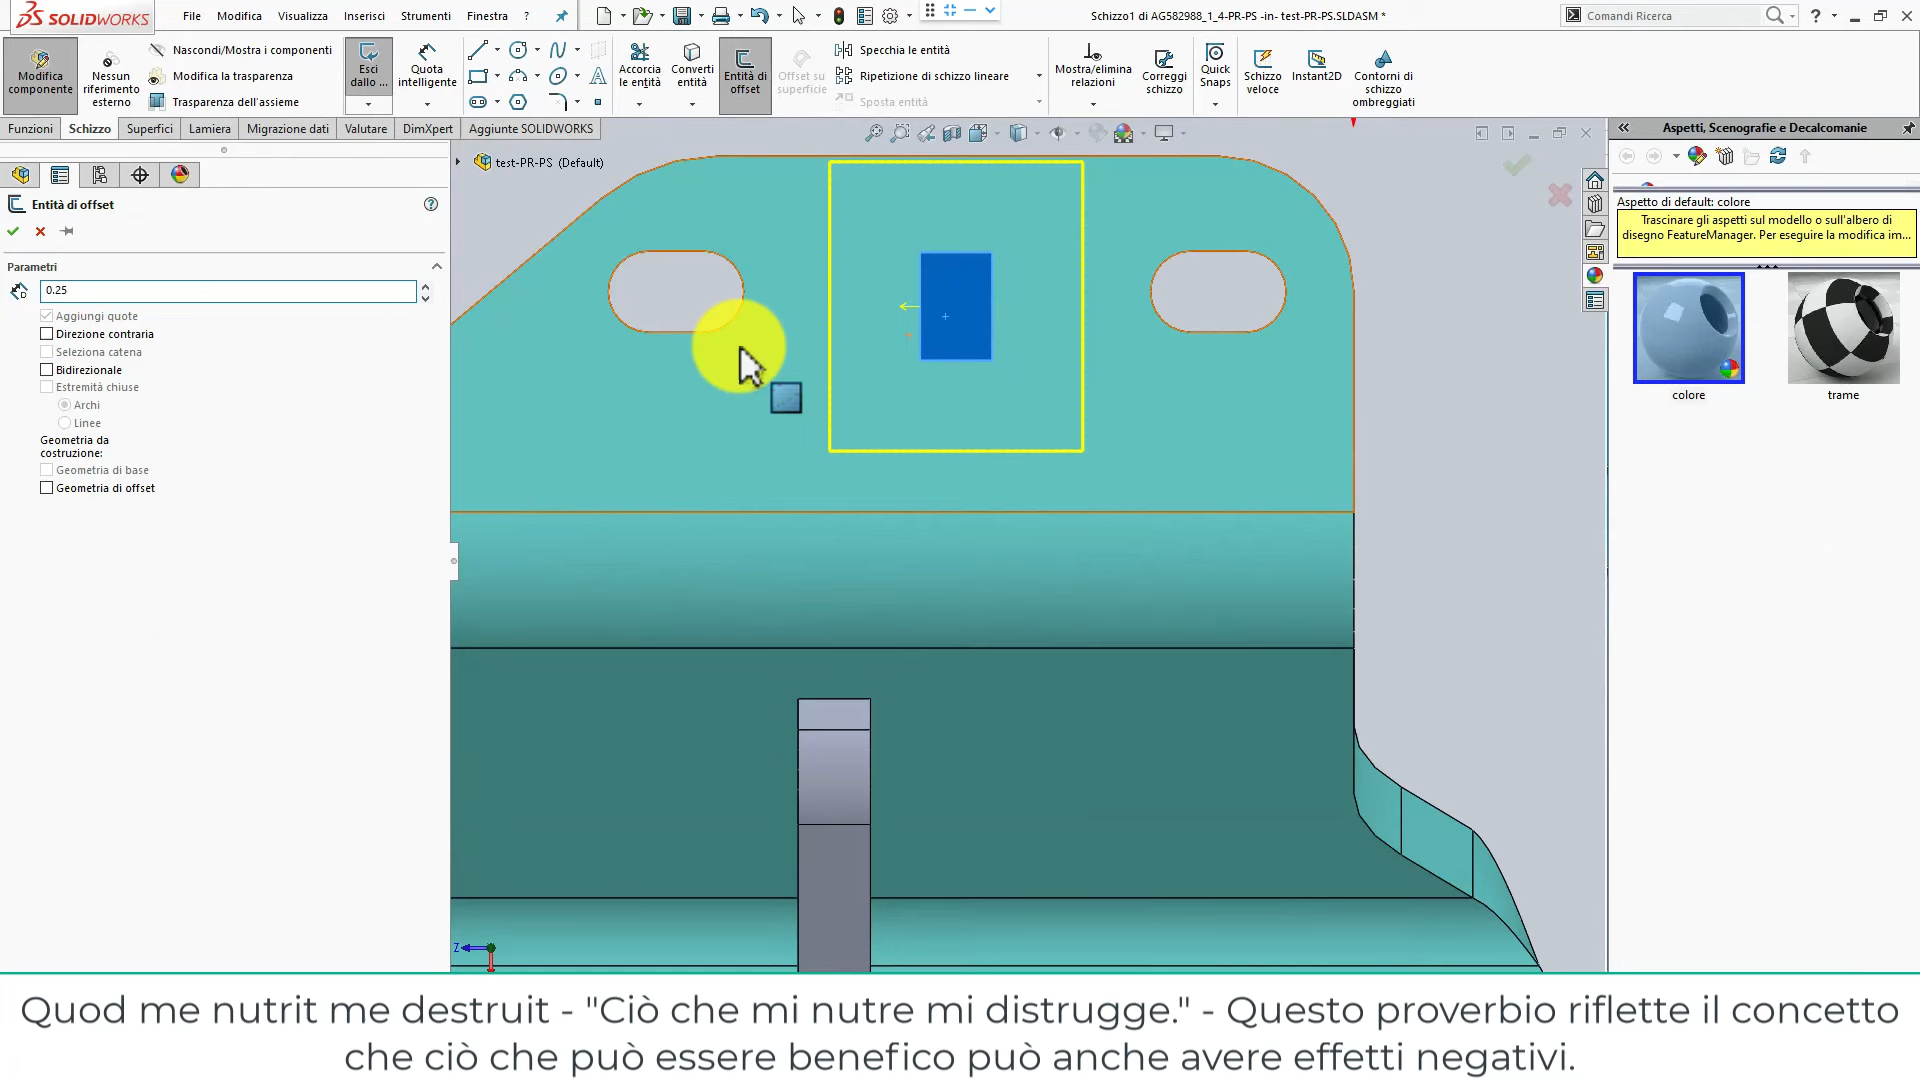 SOLIDWORKS
File
Modifica
Visualizza
Inserisci
Strumenti
Finestra
?
Schizzo1 di AG582988_1_4-PR-PS -in- test-PR-PS.SLDASM *
Comandi Ricerca
?
Modifica
componente
Nessun
riferimento
esterno
Nascondi/Mostra i componenti
Modifica la trasparenza
Trasparenza dell'assieme
Esci
dallo ...
Quota
intelligente
Accorcia
le entità
Converti
entità
Entità di
offset
Offset su
superficie
Specchia le entità
Ripetizione di schizzo lineare
Sposta entità
Mostra/elimina
relazioni
Correggi
schizzo
Quick
Snaps
Schizzo
veloce
Instant2D
Contorni di
schizzo
ombreggiati
Funzioni
Schizzo
Superfici
Lamiera
Migrazione dati
Valutare
DimXpert
Aggiunte SOLIDWORKS
test-PR-PS (Default)
Entità di offset
Parametri
0.25
Aggiungi quote
Direzione contraria
Seleziona catena
Bidirezionale
Estremità chiuse
Archi
Linee
Geometria da
costruzione:
Geometria di base
Geometria di offset
Z
Aspetti, Scenografie e Decalcomanie
Aspetto di default: colore
Trascinare gli aspetti sul modello o sull'albero di
disegno FeatureManager. Per eseguire la modifica im...
colore
trame
Quod me nutrit me destruit - "Ciò che mi nutre mi distrugge." - Questo proverbio riflette il concetto
che ciò che può essere benefico può anche avere effetti negativi.